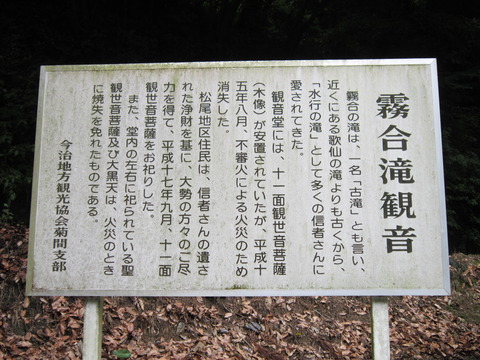 霧合滝観音
霧合の滝は、一名「古滝」とも言い、
近くにある歌仙の滝よりも古くから、
「水行の滝」として多くの信者さんに
愛されてきた。
観音堂には、十一面観世音菩薩
（木像）が安置されていたが、平成十
五年八月、不審火による火災のため
消失した。
松尾地区住民は、信者さんの遺さ
れた浄財を基に、大勢の方々のご尽
力を得て、平成十七年九月、十一面
観世音菩薩をお祀りした。
また、堂内の左右に祀られている聖
観世音菩薩及び大黒天は、火災のとき
に焼失を免れたものである。
今治地方観光協会菊間支部